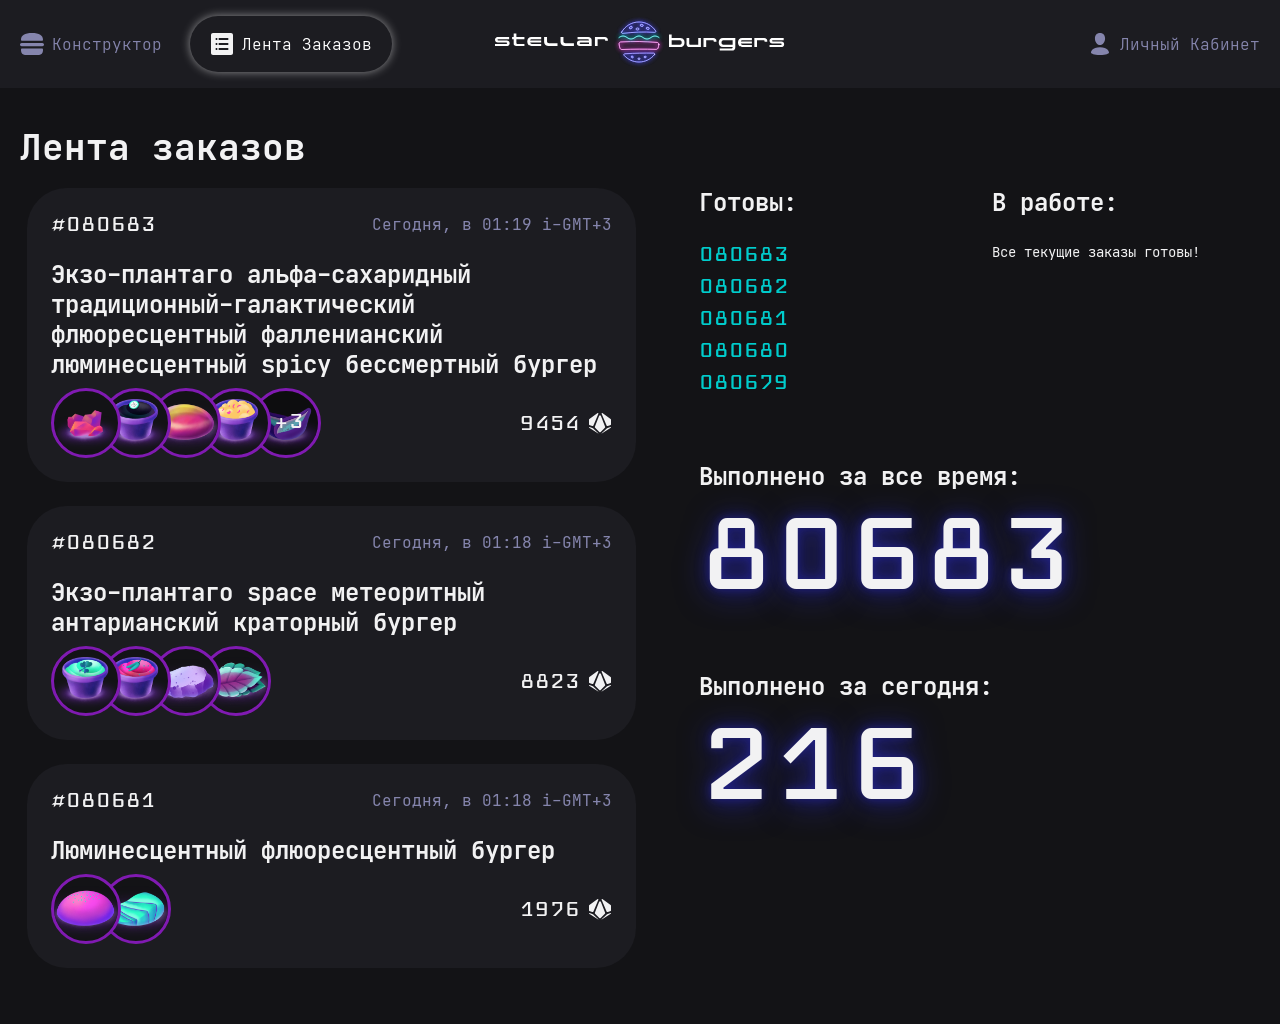 Конструктор
Лента Заказов
stellar burgers
Личный Кабинет
Лента заказов
#080683
Сегодня, в 01:19 i-GMT+3
Экзо-плантаго альфа-сахаридный
традиционный-галактический
флюоресцентный фалленианский
люминесцентный spicy бессмертный бургер
+3
9454
#080682
Сегодня, в 01:18 i-GMT+3
Экзо-плантаго space метеоритный
антарианский краторный бургер
8823
#080681
Сегодня, в 01:18 i-GMT+3
Люминесцентный флюоресцентный бургер
1976
Готовы:
080683
080682
080681
080680
080679
В работе:
Все текущие заказы готовы!
Выполнено за все время:
80683
Выполнено за сегодня:
216